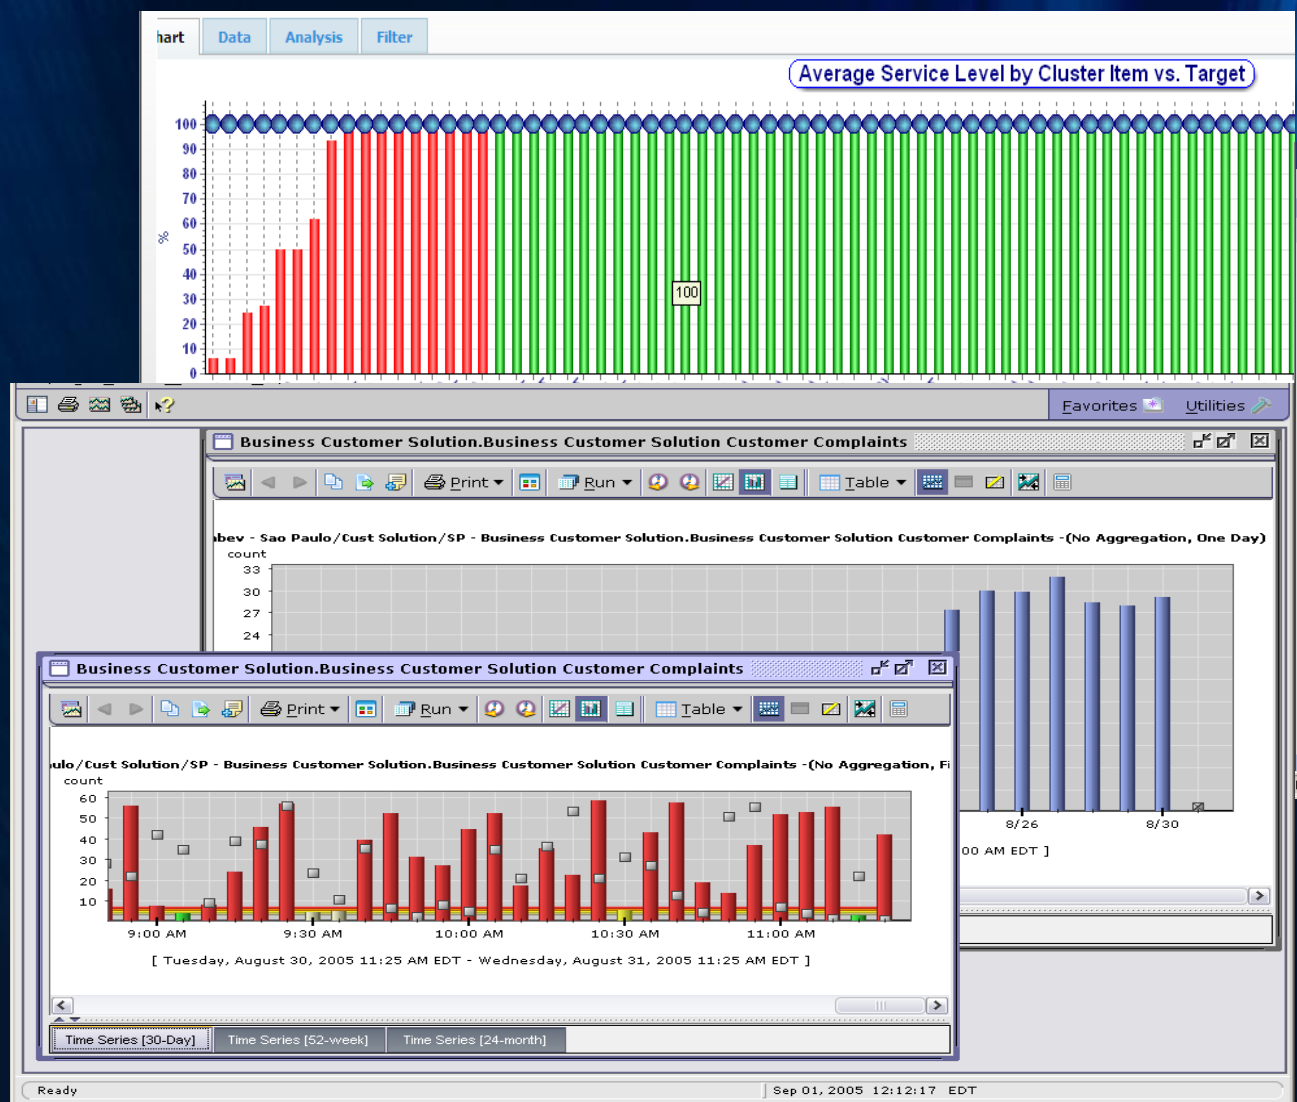 hart Data Analysis Filter
Average Service Level by Cluster Item vs. Target
100
90
80
70
60
%
50
40
30
100
20
10
0
Favorites Utilities
Business Customer Solution.Business Customer Solution Customer Complaints
Print Run Table
bev - Sao Paulo/Cust Solution/SP - Business Customer Solution.Business Customer Solution Customer Complaints -(No Aggregation, One Day)
count
33
30
27
24
8/26 8/30
00 AM EDT ]
Business Customer Solution.Business Customer Solution Customer Complaints
Print Run Table
ulo/Cust Solution/SP - Business Customer Solution.Business Customer Solution Customer Complaints -(No Aggregation, Fi
count
60
50
40
30
20
10
9:00 AM 9:30 AM 10:00 AM 10:30 AM 11:00 AM
[ Tuesday, August 30, 2005 11:25 AM EDT - Wednesday, August 31, 2005 11:25 AM EDT ]
Time Series [30-Day] Time Series [52-week] Time Series [24-month]
Ready Sep 01, 2005 12:12:17 EDT